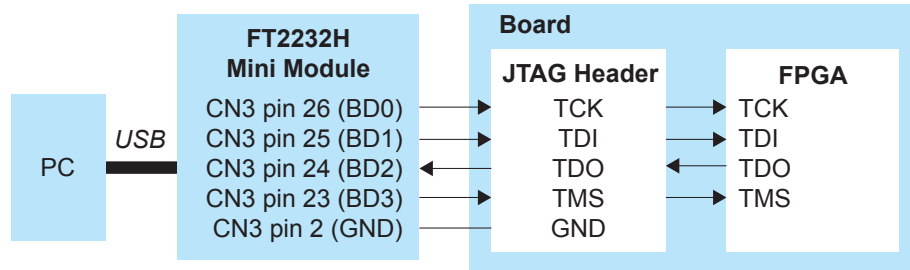 PC
USB
FT2232H
Mini Module
CN3 pin 26 (BD0)
CN3 pin 25 (BD1)
CN3 pin 24 (BD2)
CN3 pin 23 (BD3)
CN3 pin 2 (GND)
Board
JTAG Header
TCK
TDI
TDO
TMS
GND
FPGA
TCK
TDI
TDO
TMS